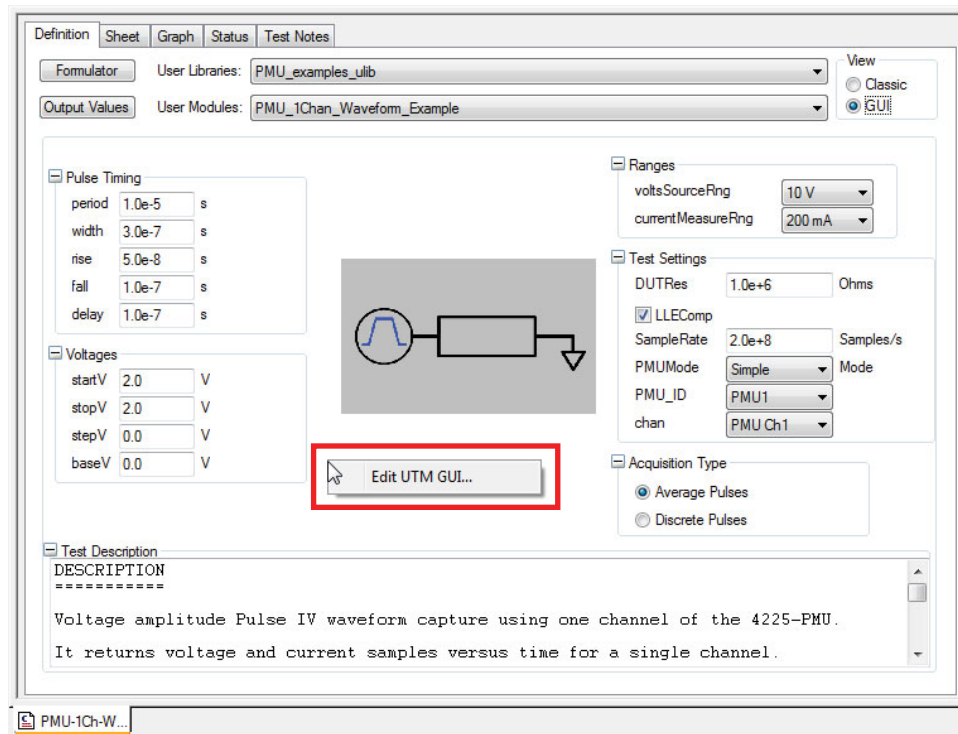 Definition Sheet Graph Status Test Notes
Formulator User Libraries: PMU_examples_ulib
Output Values User Modules: PMU_1Chan_Waveform_Example
View
Classic
GUI
Pulse Timing
period 1.0e-5 s
width 3.0e-7 s
rise 5.0e-8 s
fall 1.0e-7 s
delay 1.0e-7 s
Voltages
startV 2.0 V
stopV 2.0 V
stepV 0.0 V
baseV 0.0 V
Edit UTM GUI...
Ranges
voltsSourceRng 10 V
currentMeasureRng 200 mA
Test Settings
DUTRes 1.0e+6 Ohms
LLEComp
SampleRate 2.0e+8 Samples/s
PMUMode Simple Mode
PMU_ID PMU1
chan PMU Ch1
Acquisition Type
Average Pulses
Discrete Pulses
Test Description
DESCRIPTION
===========
Voltage amplitude Pulse IV waveform capture using one channel of the 4225-PMU.
It returns voltage and current samples versus time for a single channel.
PMU-1Ch-W...